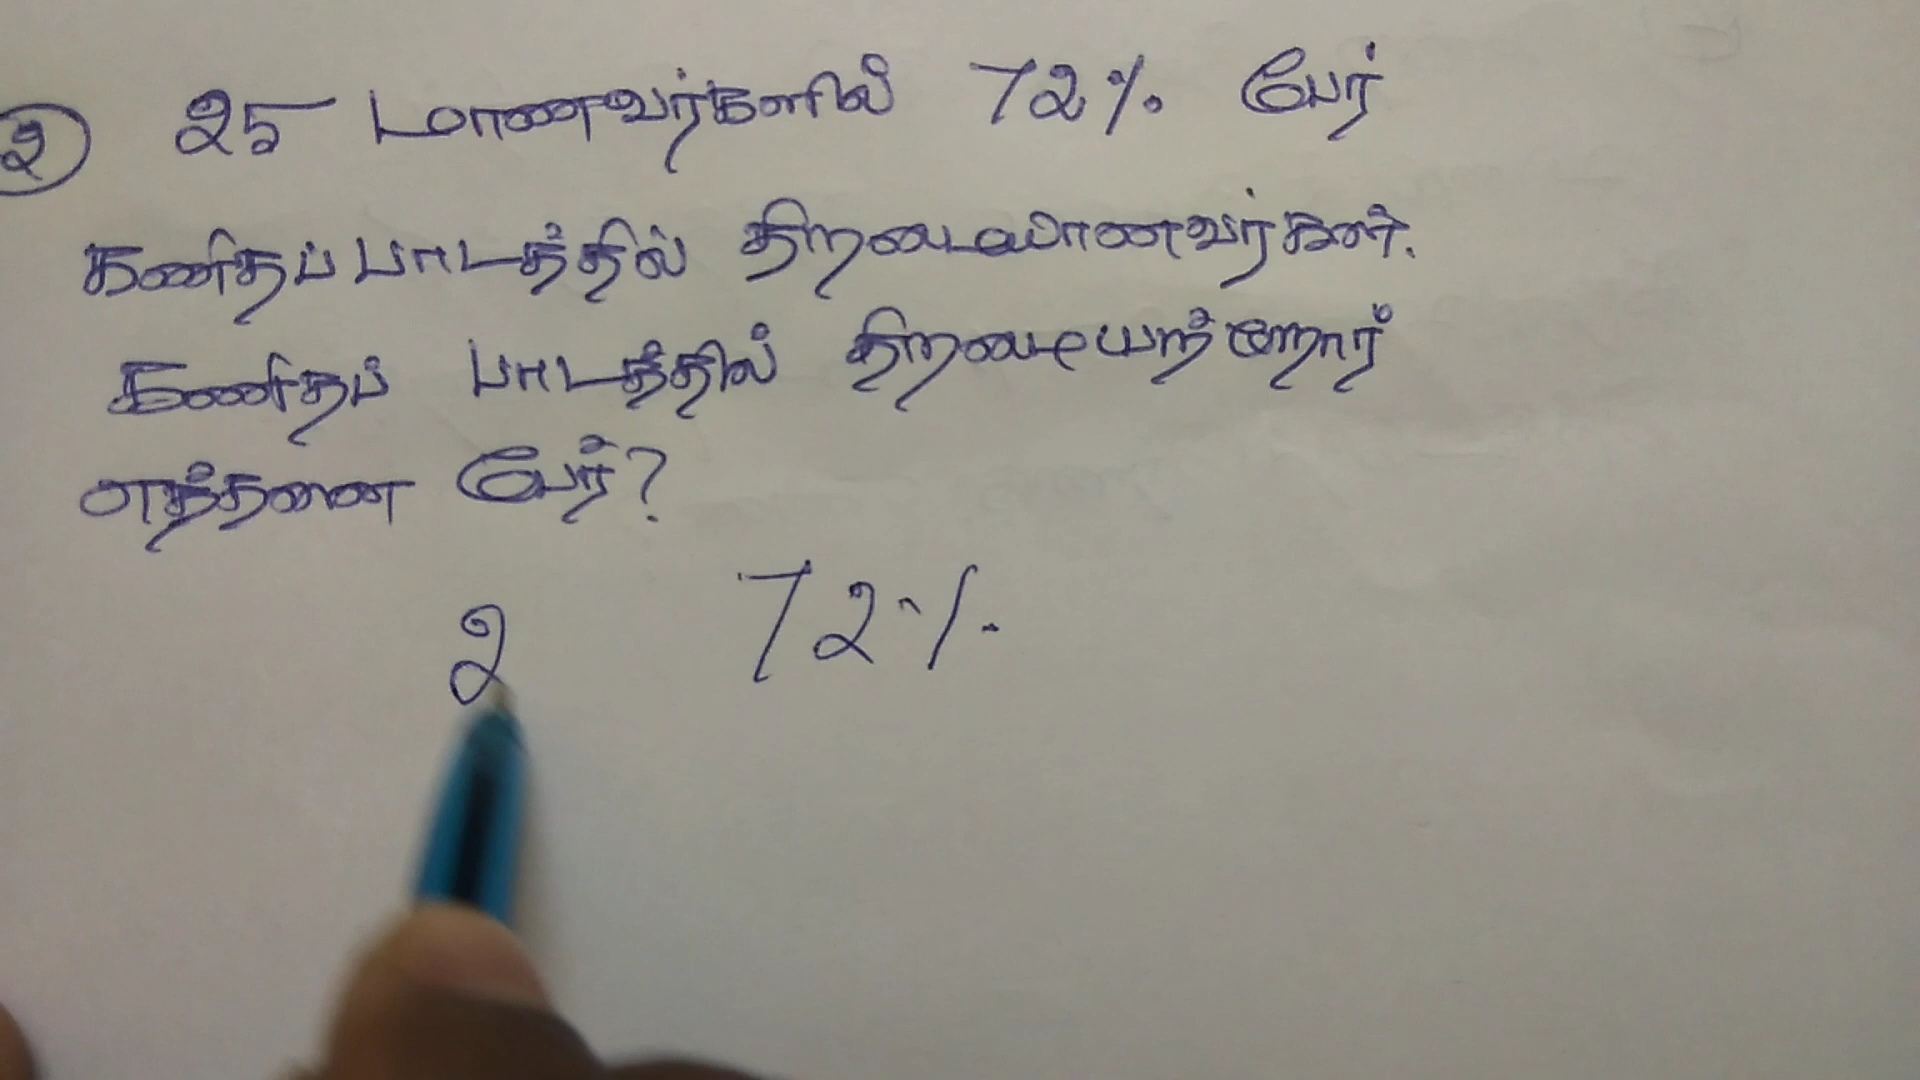 ② 25 மாணவர்களில் 72% பேர்
கணிதப்பாடத்தில் திறமையானவர்கள்.
கணிதப் பாடத்தில் திறமையற்றோர்
எத்தனை பேர்?
2 72%